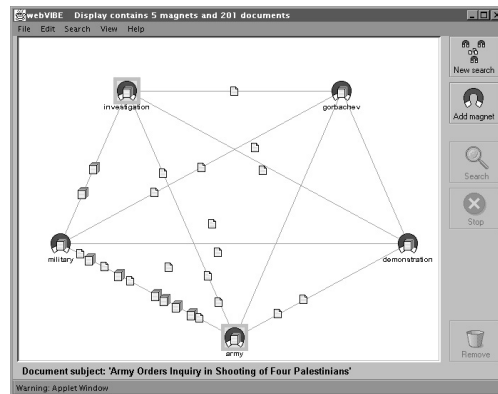 webVIBE Display contains 5 magnets and 201 documents
File Edit Search View Help
New search
investigation
gorbachev
Add magnet
Search
Stop
military
demonstration
army
Remove
Document subject: 'Army Orders Inquiry in Shooting of Four Palestinians'
Warning: Applet Window